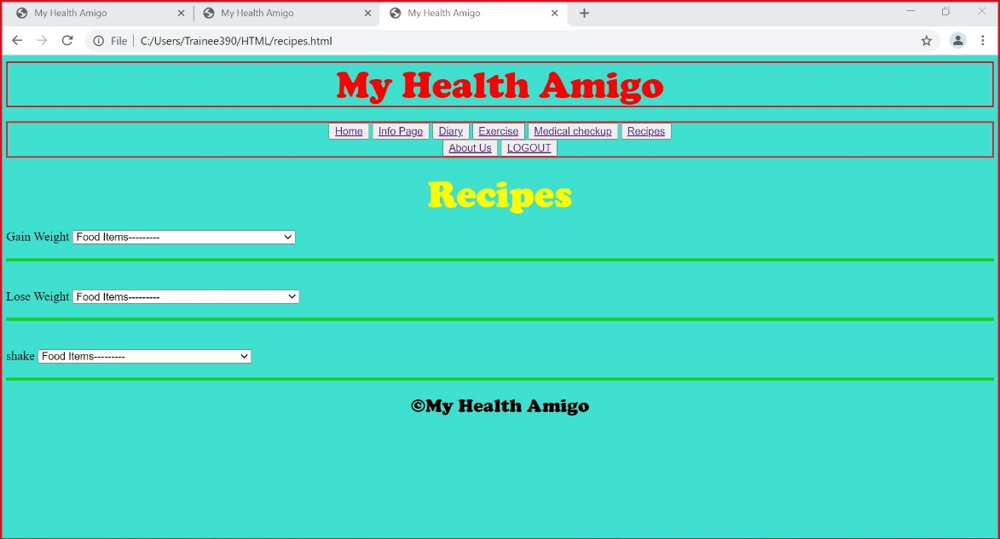 My Health Amigo My Health Amigo My Health Amigo
File C:/Users/Trainee390/HTML/recipes.html
My Health Amigo
Home Info Page Diary Exercise Medical checkup Recipes
About Us LOGOUT
Recipes
Gain Weight Food Items---------
Lose Weight Food Items---------
shake Food Items---------
©My Health Amigo